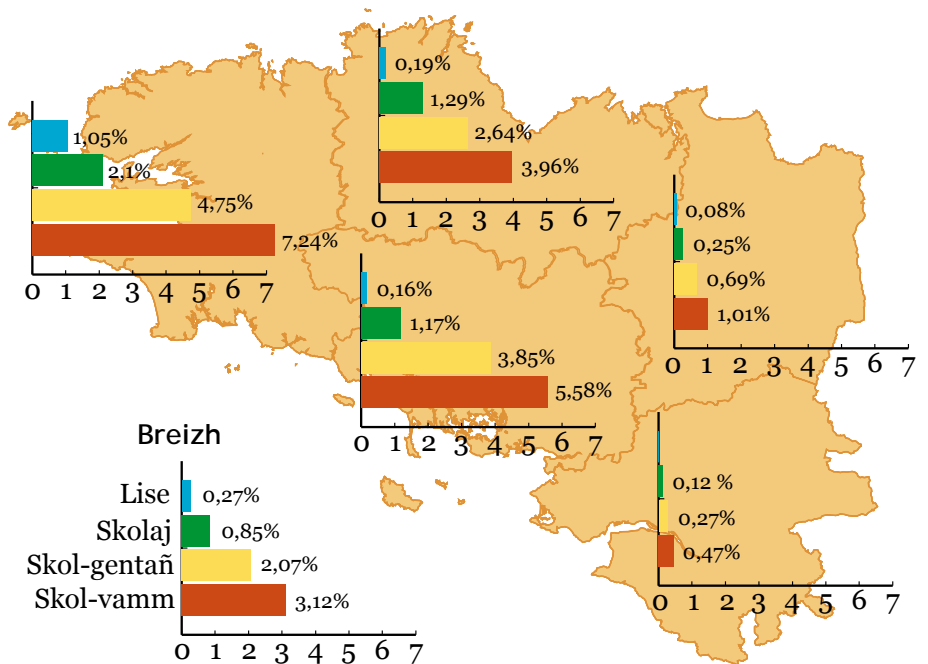 0,19%
1,29%
2,64%
3,96%
0 1 2 3 4 5 6 7
1,05%
2,1%
4,75%
7,24%
0 1 2 3 4 5 6 7
0,08%
0,25%
0,69%
1,01%
0 1 2 3 4 5 6 7
0,16%
1,17%
3,85%
5,58%
0 1 2 3 4 5 6 7
0,12 %
0,27%
0,47%
0 1 2 3 4 5 6 7
Breizh
Lise 0,27%
Skolaj 0,85%
Skol-gentañ 2,07%
Skol-vamm 3,12%
0 1 2 3 4 5 6 7